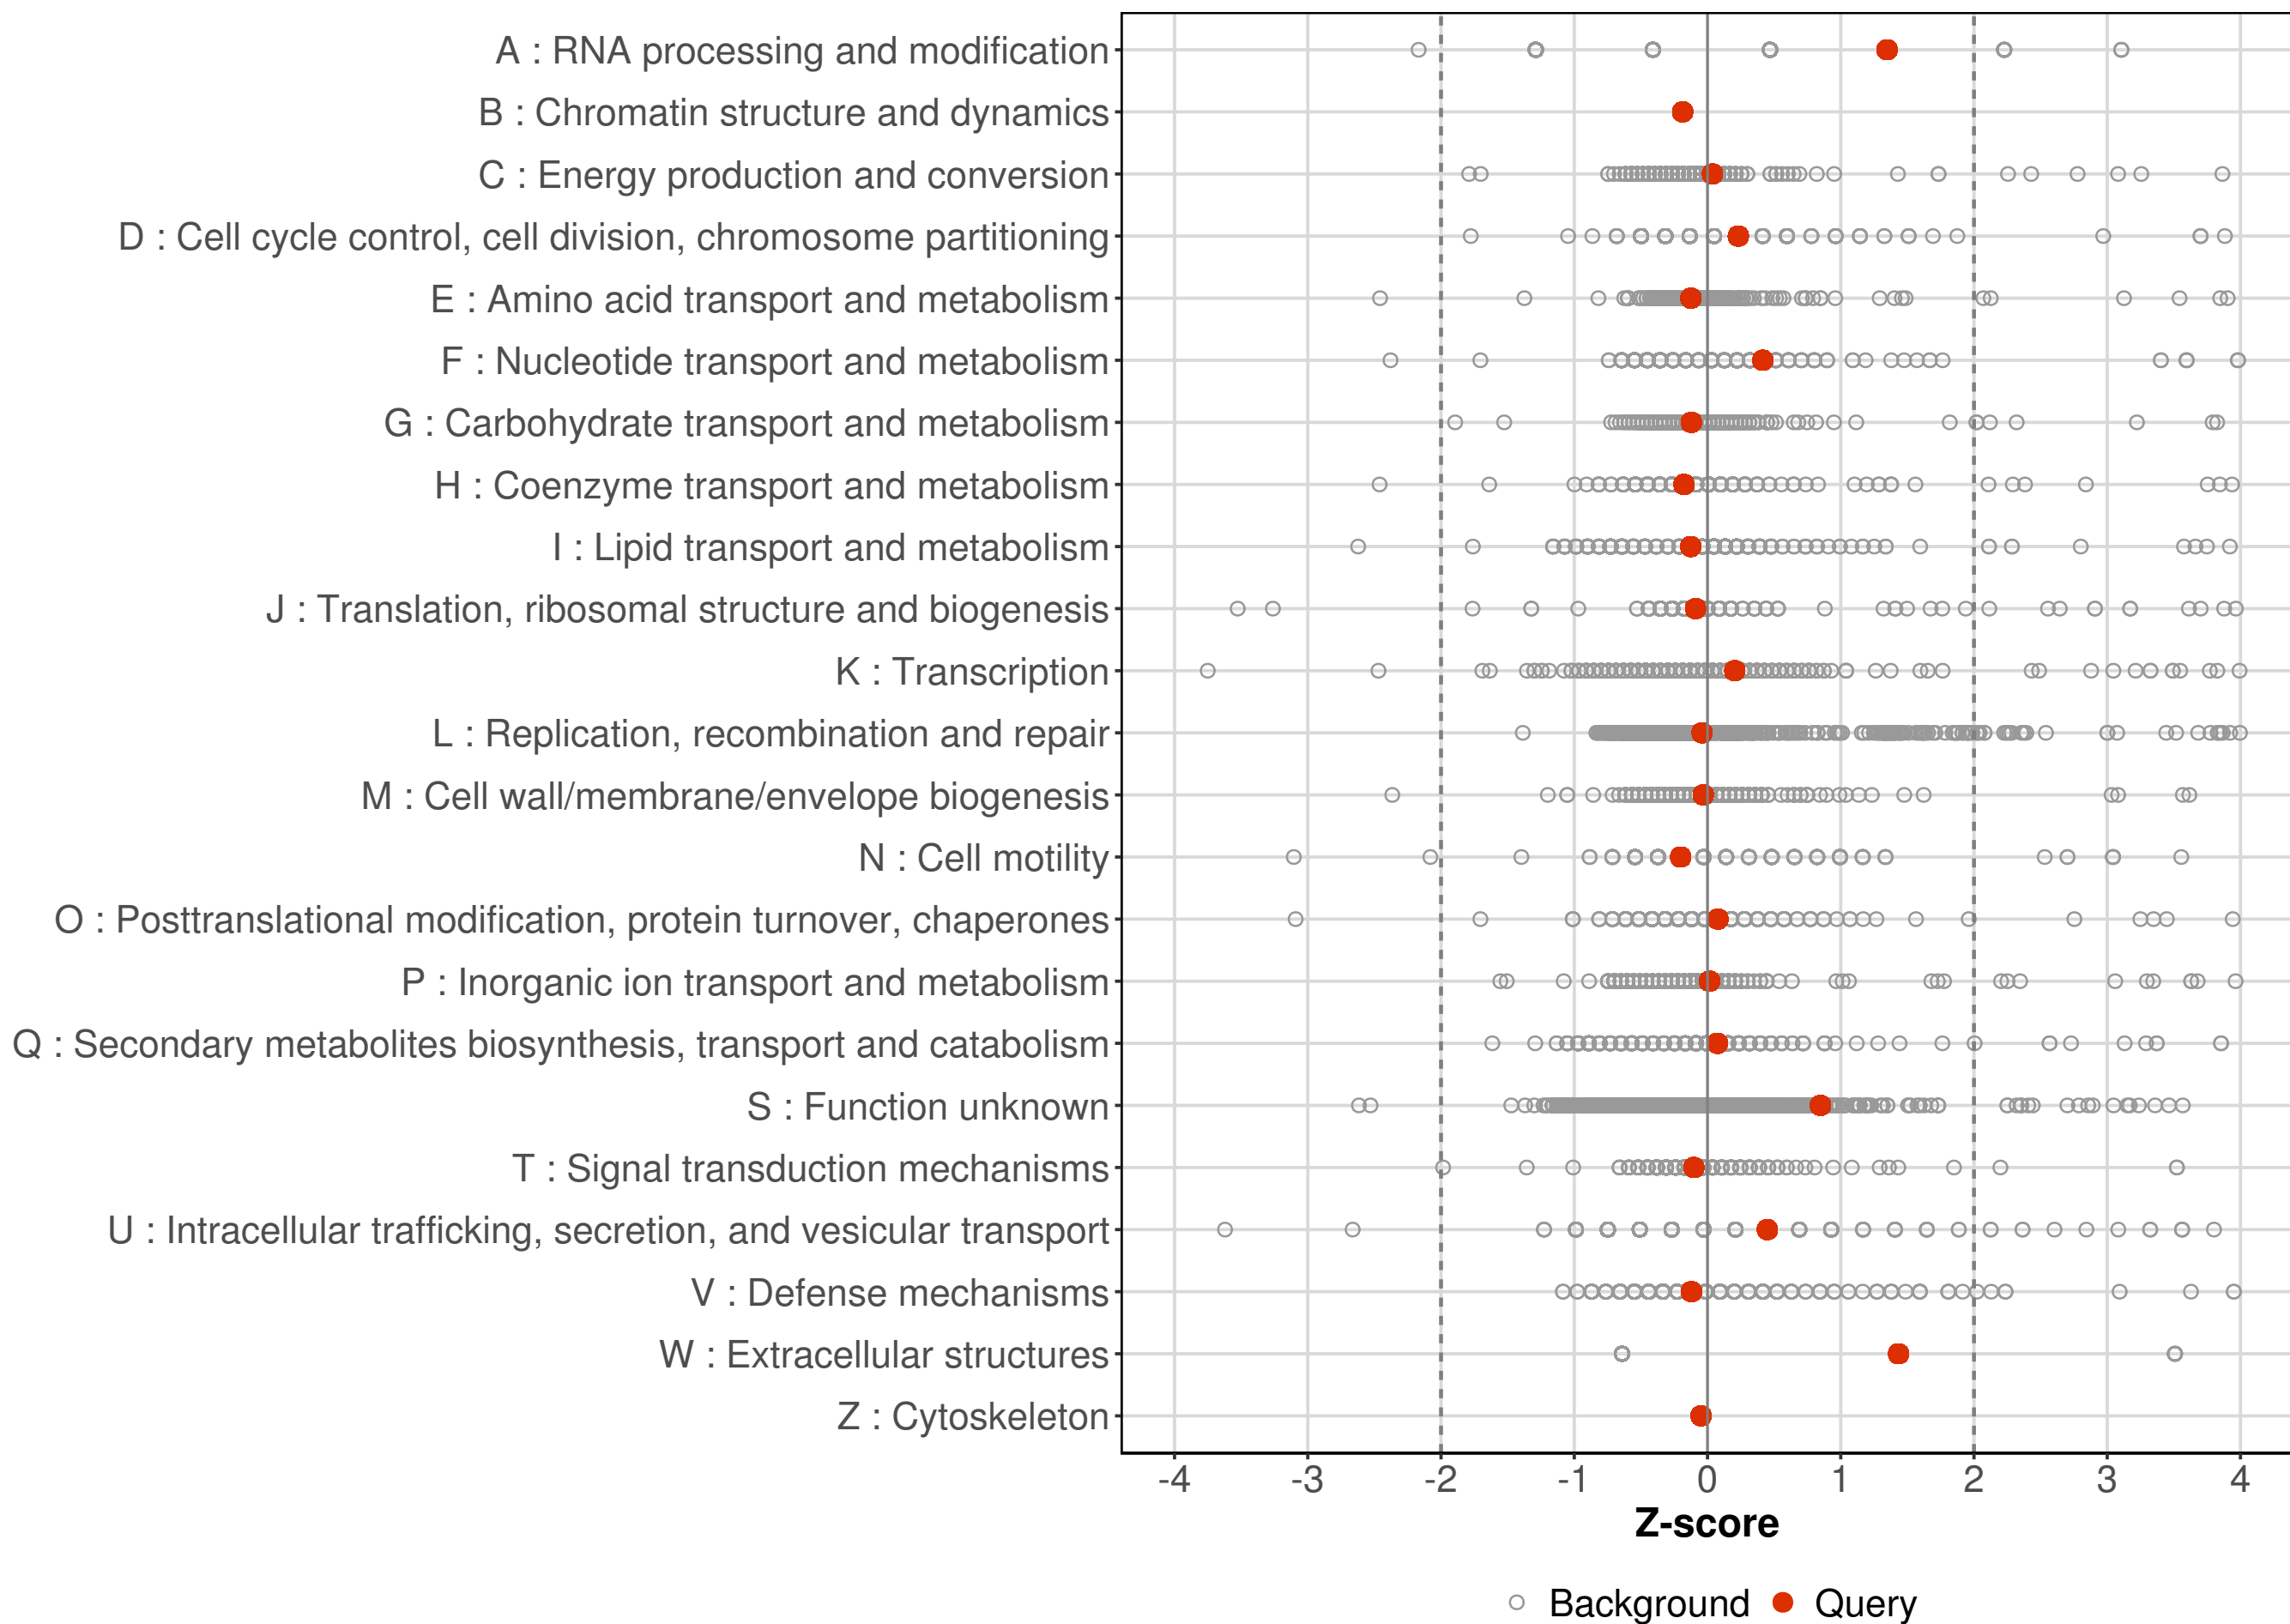 A : RNA processing and modification
B : Chromatin structure and dynamics
C : Energy production and conversion
D : Cell cycle control, cell division, chromosome partitioning
E : Amino acid transport and metabolism
F : Nucleotide transport and metabolism
G : Carbohydrate transport and metabolism
H : Coenzyme transport and metabolism
I : Lipid transport and metabolism
J : Translation, ribosomal structure and biogenesis
K : Transcription
L : Replication, recombination and repair
M : Cell wall/membrane/envelope biogenesis
N : Cell motility
O : Posttranslational modification, protein turnover, chaperones
P : Inorganic ion transport and metabolism
Q : Secondary metabolites biosynthesis, transport and catabolism
S : Function unknown
T : Signal transduction mechanisms
U : Intracellular trafficking, secretion, and vesicular transport
V : Defense mechanisms
W : Extracellular structures
Z : Cytoskeleton
-4 -3 -2 -1 0 1 2 3 4
Z-score
Background Query